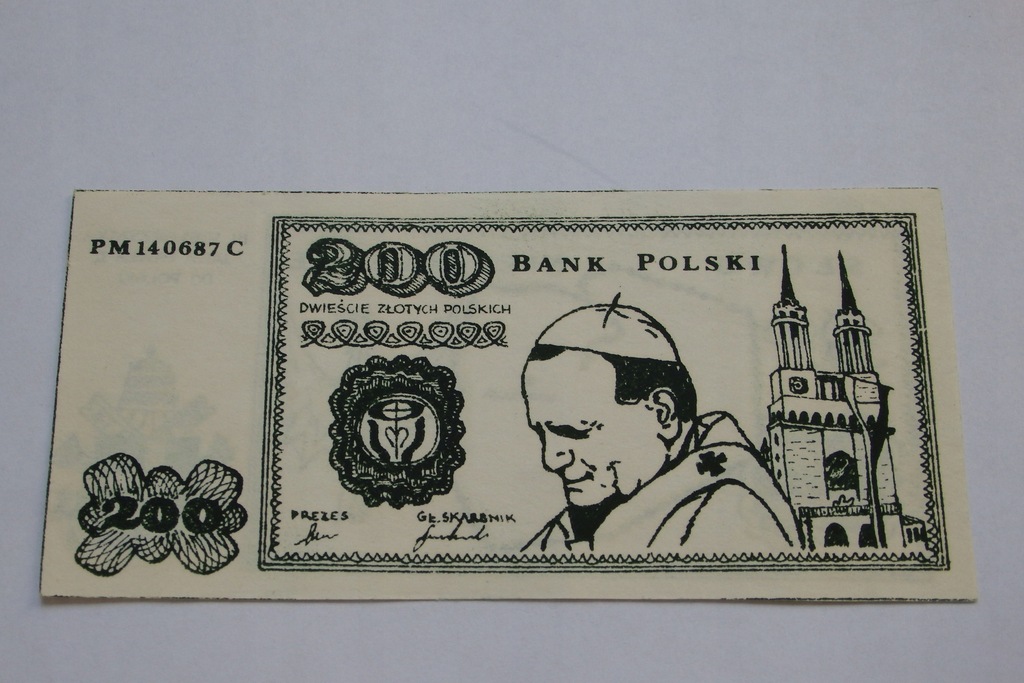 PM140687C
200 BANK POLSKI
DWIEŚCIE ZŁOTYCH POLSKICH
PREZES GŁ.SKARBNIK
200